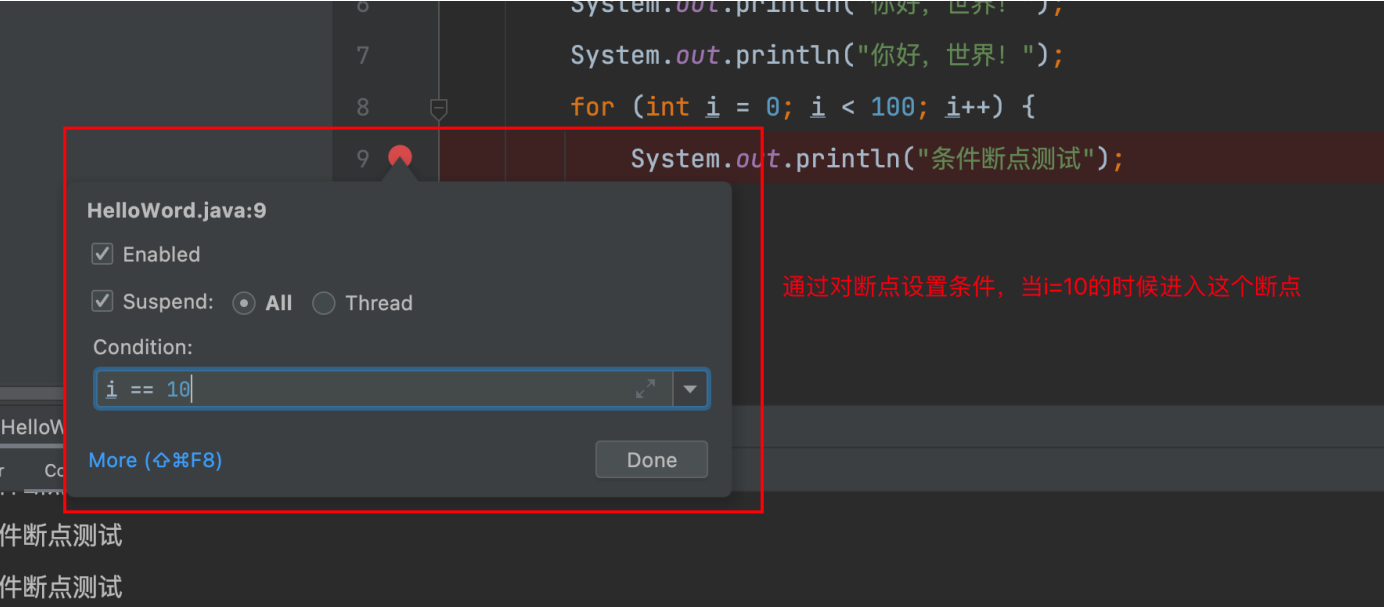 6 System.out.println("你好，世界！");
7 System.out.println("你好，世界！");
8 for (int i = 0; i < 100; i++) {
9 System.out.println("条件断点测试");
HelloWord.java:9
Enabled
Suspend: All Thread
通过对断点设置条件，当i=10的时候进入这个断点
Condition:
i == 10
HelloW
More (⇧⌘F8) Done
r Co
件断点测试
件断点测试